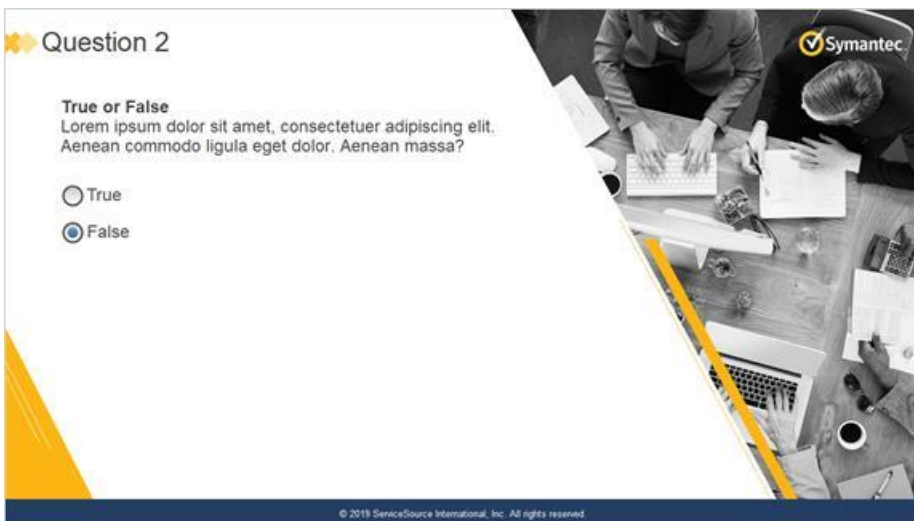 Question 2
Symantec
True or False
Lorem ipsum dolor sit amet, consectetuer adipiscing elit.
Aenean commodo ligula eget dolor. Aenean massa?
True
False
© 2019 ServiceSource International, Inc. All rights reserved.